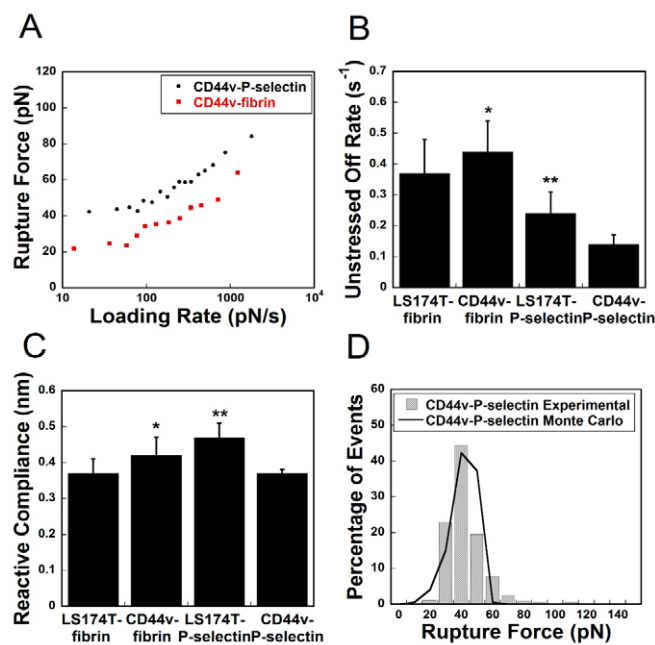 A
Rupture Force (pN)
120
100
80
60
40
20
0
CD44v-P-selectin
CD44v-fibrin
10
100
1000
10⁴
Loading Rate (pN/s)
B
Unstressed Off Rate (s⁻¹)
0.7
0.6
0.5
0.4
0.3
0.2
0.1
0
*
**
LS174T-
fibrin
CD44v-
fibrin
LS174T-
P-selectin
CD44v-
P-selectin
C
Reactive Compliance (nm)
0.6
0.5
0.4
0.3
0.2
0.1
0
*
**
LS174T-
fibrin
CD44v-
fibrin
LS174T-
P-selectin
CD44v-
P-selectin
D
Percentage of Events
60
50
40
30
20
10
0
CD44v-P-selectin Experimental
CD44v-P-selectin Monte Carlo
0 20 40 60 80 100 120 140
Rupture Force (pN)